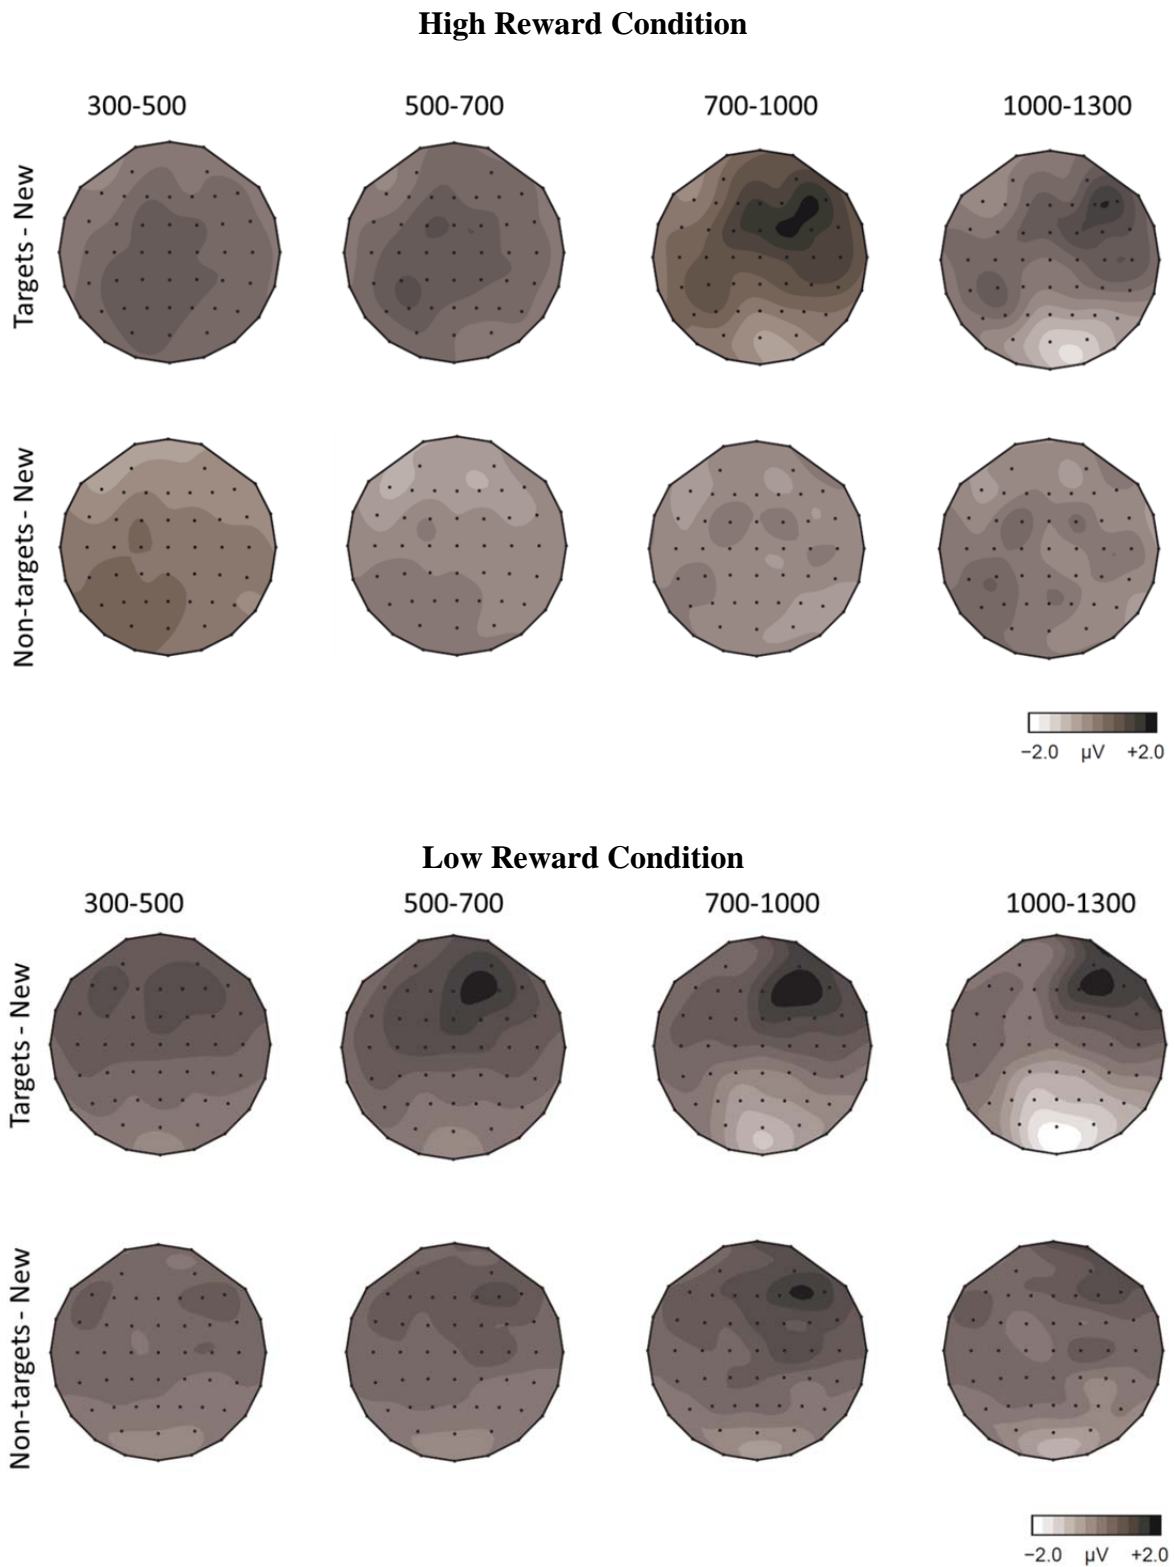 High Reward Condition
300-500 500-700 700-1000 1000-1300
Targets - New
Non-targets - New
−2.0 µV +2.0
Low Reward Condition
300-500 500-700 700-1000 1000-1300
Targets - New
Non-targets - New
−2.0 µV +2.0